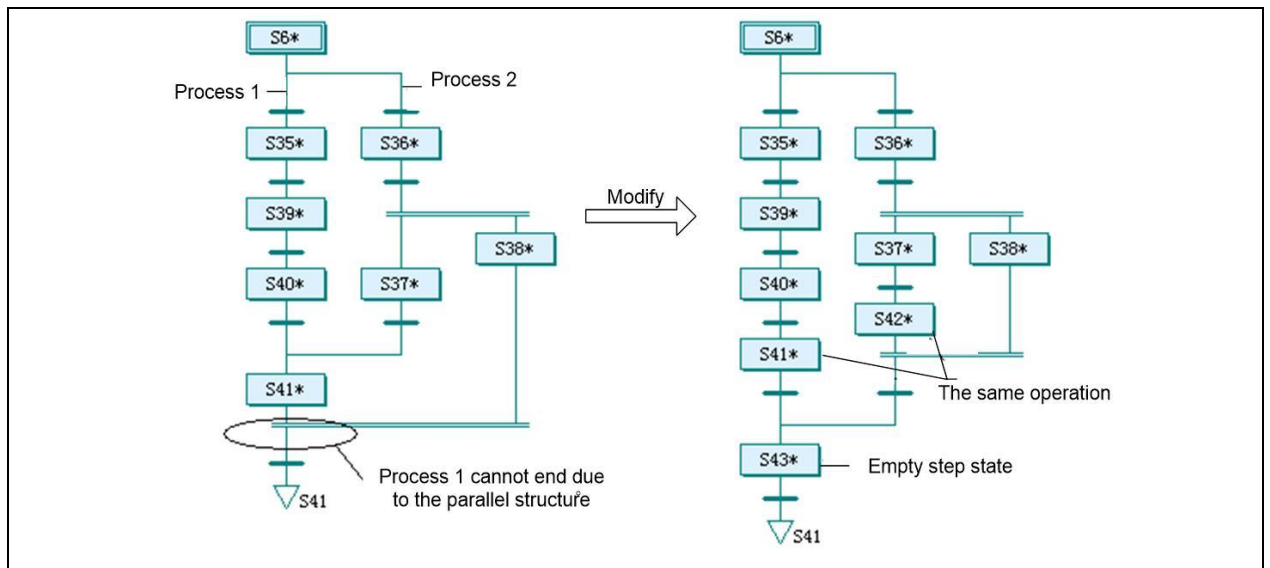 S6*
Process 1
Process 2
S35*
S36*
S39*
S38*
S40*
S37*
S41*
Process 1 cannot end due
to the parallel structure
S41
Modify
S6*
S35*
S36*
S39*
S37*
S38*
S40*
S42*
S41*
The same operation
S43*
Empty step state
S41